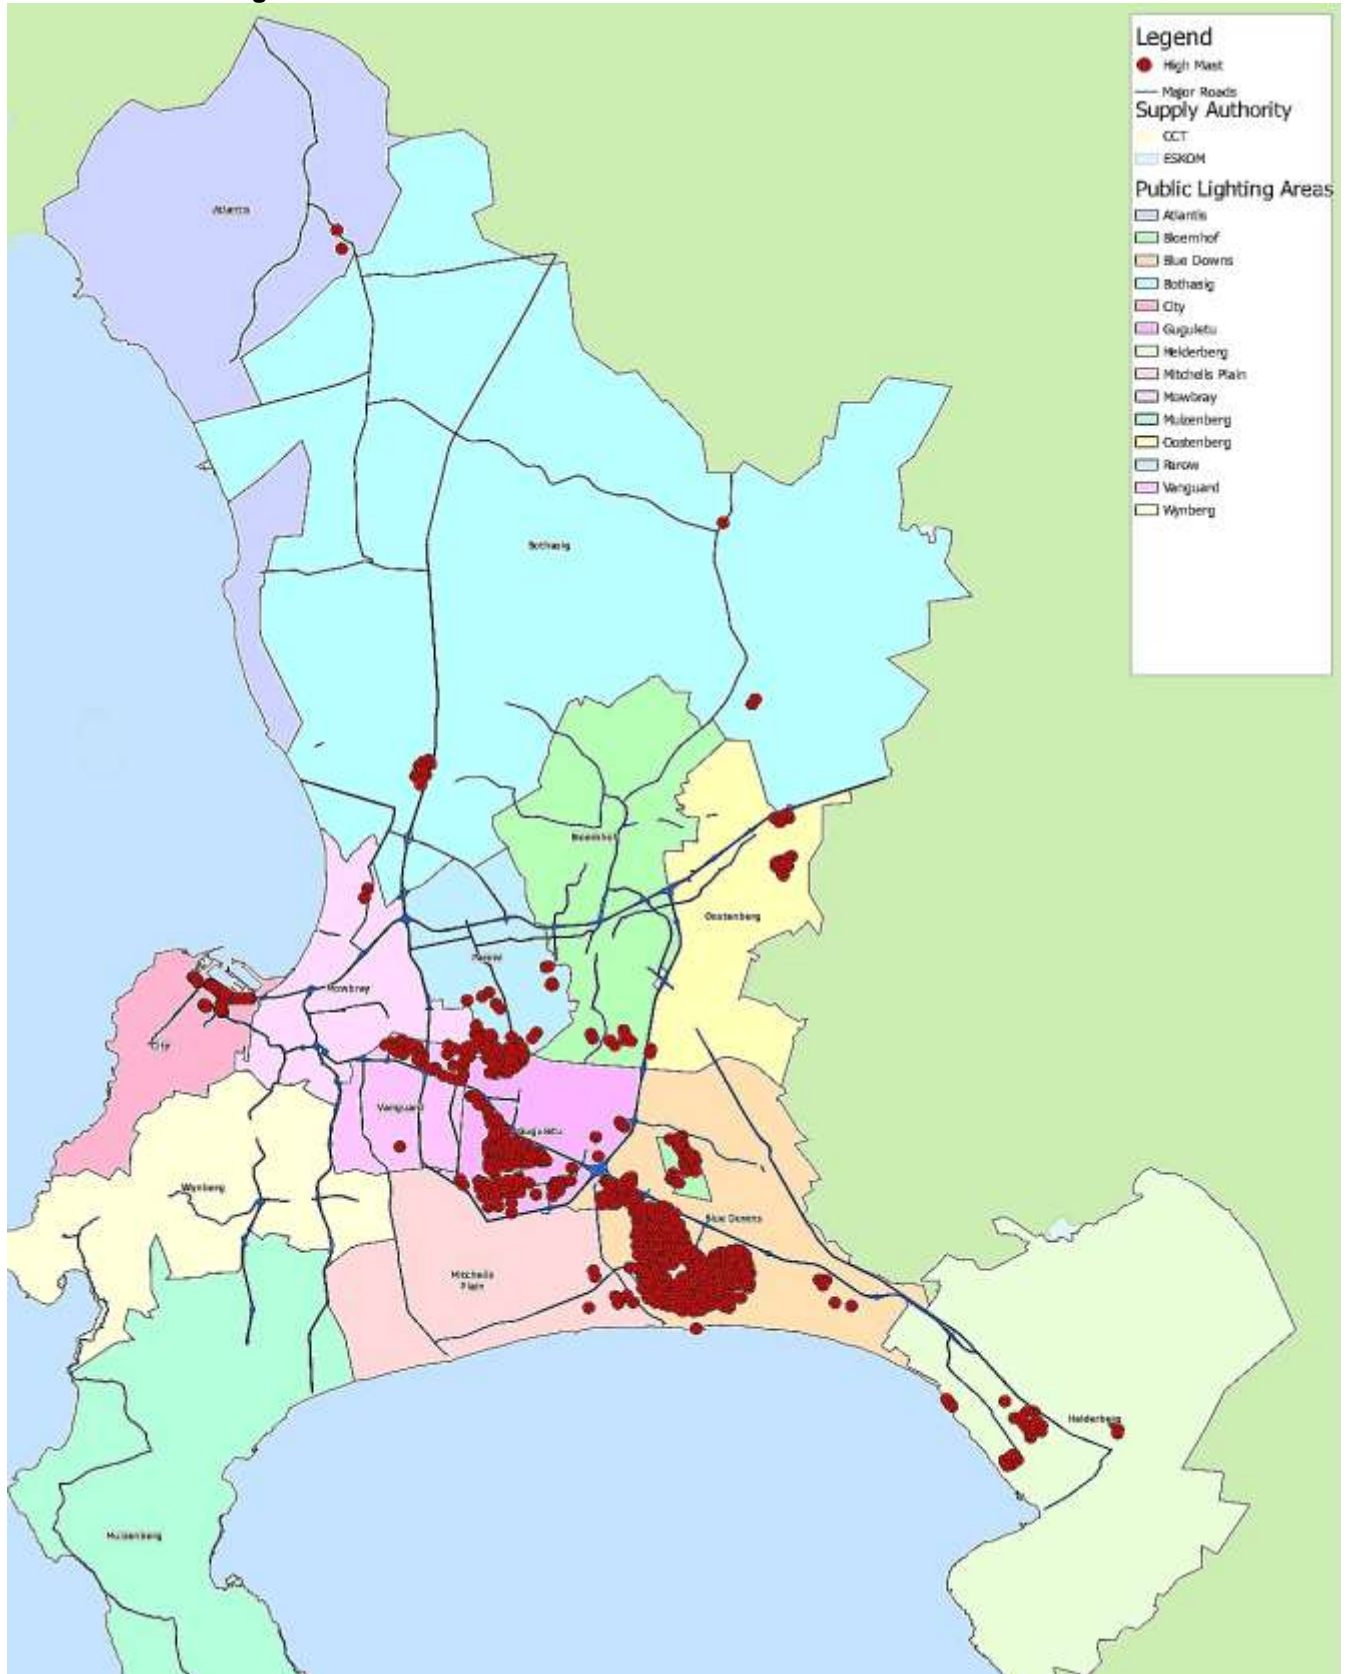 Legend
High Mast
Major Roads
Supply Authority
CCT
ESKOM
Public Lighting Areas
Atlantis
Bloemhof
Blue Downs
Bothasig
City
Guguletu
Helderberg
Mitchells Plain
Mowbray
Muizenberg
Oostenberg
Parow
Vanguard
Wynberg
Atlantis
Bothasig
Bloemhof
Oostenberg
Parow
Mowbray
City
Vanguard
Guguletu
Wynberg
Blue Downs
Mitchells
Plain
Helderberg
Muizenberg